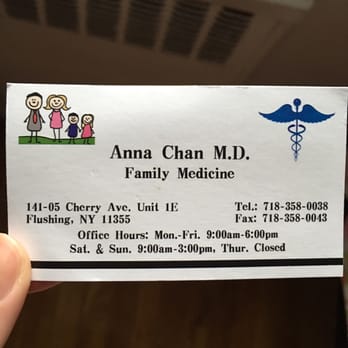 Anna Chan M.D.
Family Medicine
141-05 Cherry Ave. Unit 1E
Flushing, NY 11355
Tel.: 718-358-0038
Fax: 718-358-0043
Office Hours: Mon.-Fri. 9:00am-6:00pm
Sat. & Sun. 9:00am-3:00pm, Thur. Closed